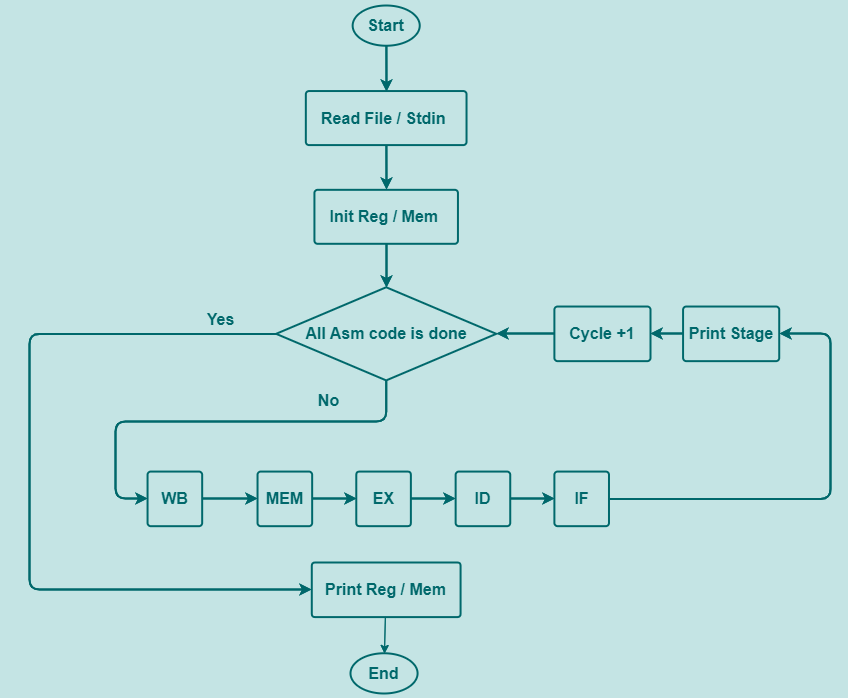 Start
Read File / Stdin
Init Reg / Mem
Yes
All Asm code is done
Cycle +1
Print Stage
No
WB
MEM
EX
ID
IF
Print Reg / Mem
End